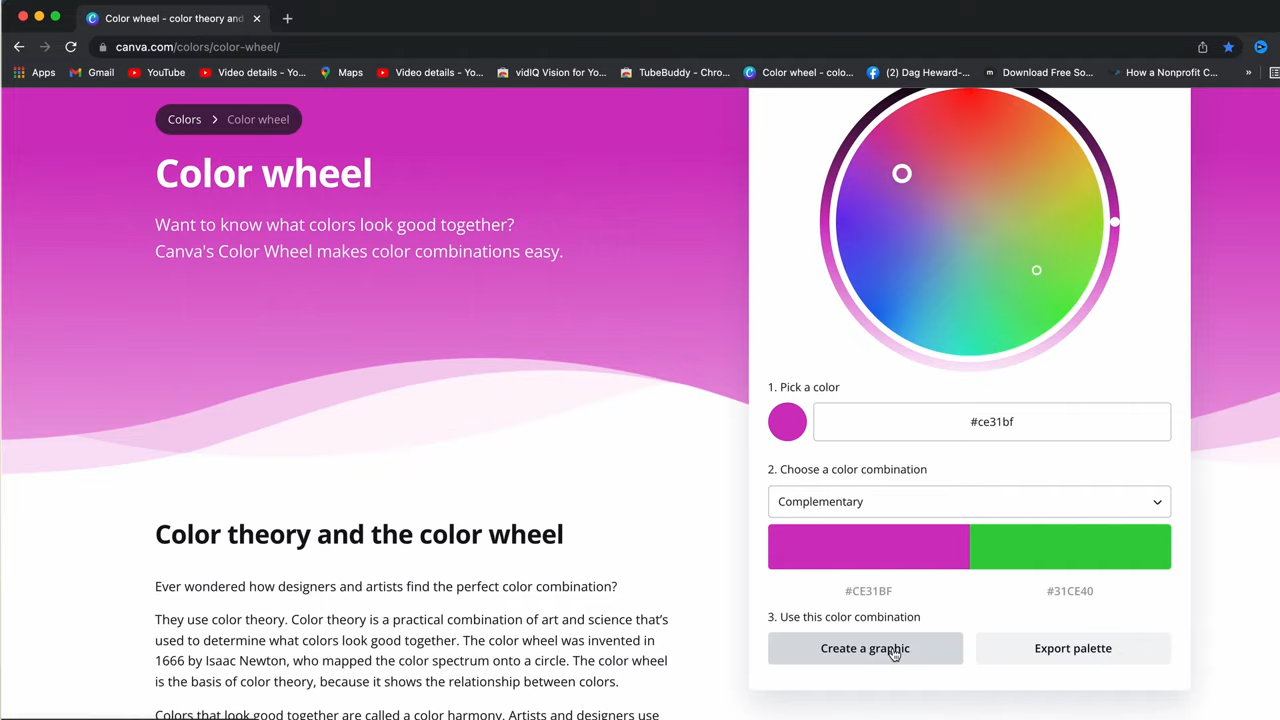 Color wheel - color theory and
canva.com/colors/color-wheel/
Apps
Gmail
YouTube
Video details - Yo...
Maps
Video details - Yo...
vidIQ Vision for Yo...
TubeBuddy - Chro...
Color wheel - colo...
(2) Dag Heward-...
Download Free So...
How a Nonprofit C...
»
Colors
Color wheel
Color wheel
Want to know what colors look good together?
Canva's Color Wheel makes color combinations easy.
1. Pick a color
#ce31bf
2. Choose a color combination
Complementary
#CE31BF
#31CE40
3. Use this color combination
Create a graphic
Export palette
Color theory and the color wheel
Ever wondered how designers and artists find the perfect color combination?
They use color theory. Color theory is a practical combination of art and science that's
used to determine what colors look good together. The color wheel was invented in
1666 by Isaac Newton, who mapped the color spectrum onto a circle. The color wheel
is the basis of color theory, because it shows the relationship between colors.
Colors that look good together are called a color harmony. Artists and designers use